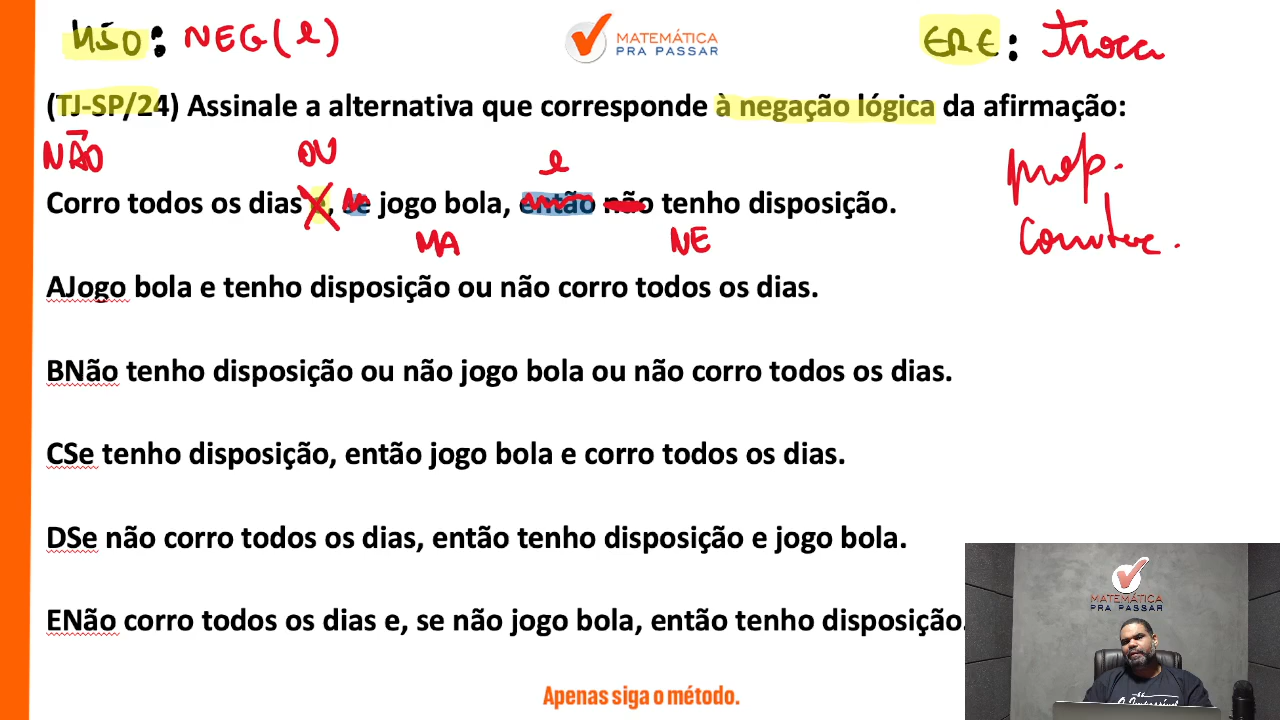 NÃO: NEG(e)
MATEMÁTICA
PRA PASSAR
: troca
(TJ-SP/24) Assinale a alternativa que corresponde à negação lógica da afirmação:
NÃO OU e prop.
Corro todos os dias e, se jogo bola, então não tenho disposição.
MA NE comutativa.
AJogo bola e tenho disposição ou não corro todos os dias.
BNão tenho disposição ou não jogo bola ou não corro todos os dias.
CSe tenho disposição, então jogo bola e corro todos os dias.
DSe não corro todos os dias, então tenho disposição e jogo bola.
ENão corro todos os dias e, se não jogo bola, então tenho disposição.
MATEMÁTICA
PRA PASSAR
Apenas siga o método.